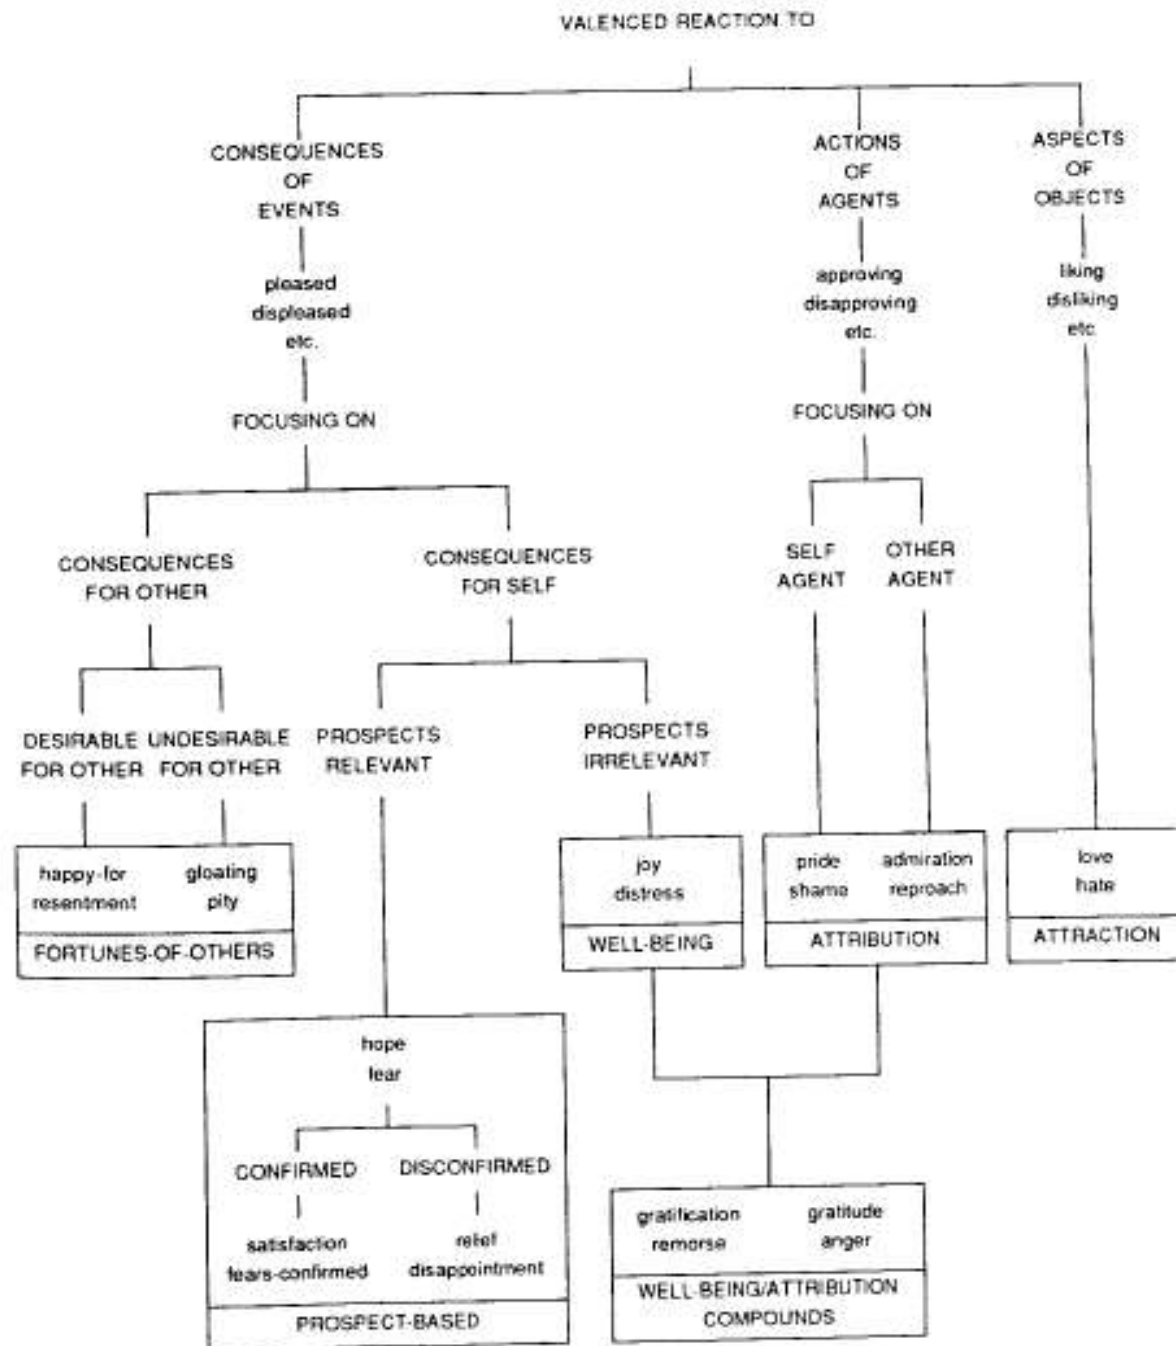 VALENCED REACTION TO
CONSEQUENCES
OF
EVENTS
pleased
displeased
etc.
FOCUSING ON
ACTIONS
OF
AGENTS
approving
disapproving
etc.
FOCUSING ON
ASPECTS
OF
OBJECTS
liking
disliking
etc.
CONSEQUENCES
FOR OTHER
CONSEQUENCES
FOR SELF
SELF
AGENT
OTHER
AGENT
DESIRABLE
FOR OTHER
UNDESIRABLE
FOR OTHER
PROSPECTS
RELEVANT
PROSPECTS
IRRELEVANT
happy-for
resentment
gloating
pity
FORTUNES-OF-OTHERS
joy
distress
WELL-BEING
pride
shame
admiration
reproach
ATTRIBUTION
love
hate
ATTRACTION
hope
fear
CONFIRMED
DISCONFIRMED
satisfaction
fears-confirmed
relief
disappointment
PROSPECT-BASED
gratification
remorse
gratitude
anger
WELL-BEING/ATTRIBUTION
COMPOUNDS